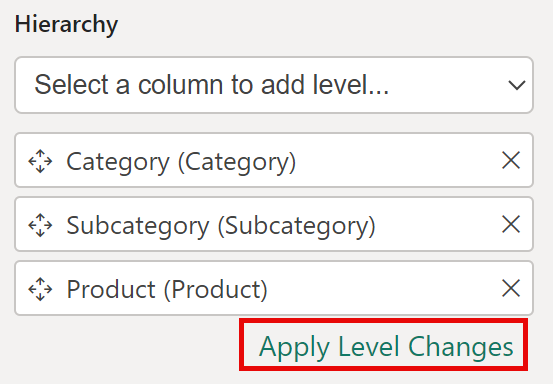 Hierarchy
Select a column to add level...
Category (Category)
Subcategory (Subcategory)
Product (Product)
Apply Level Changes